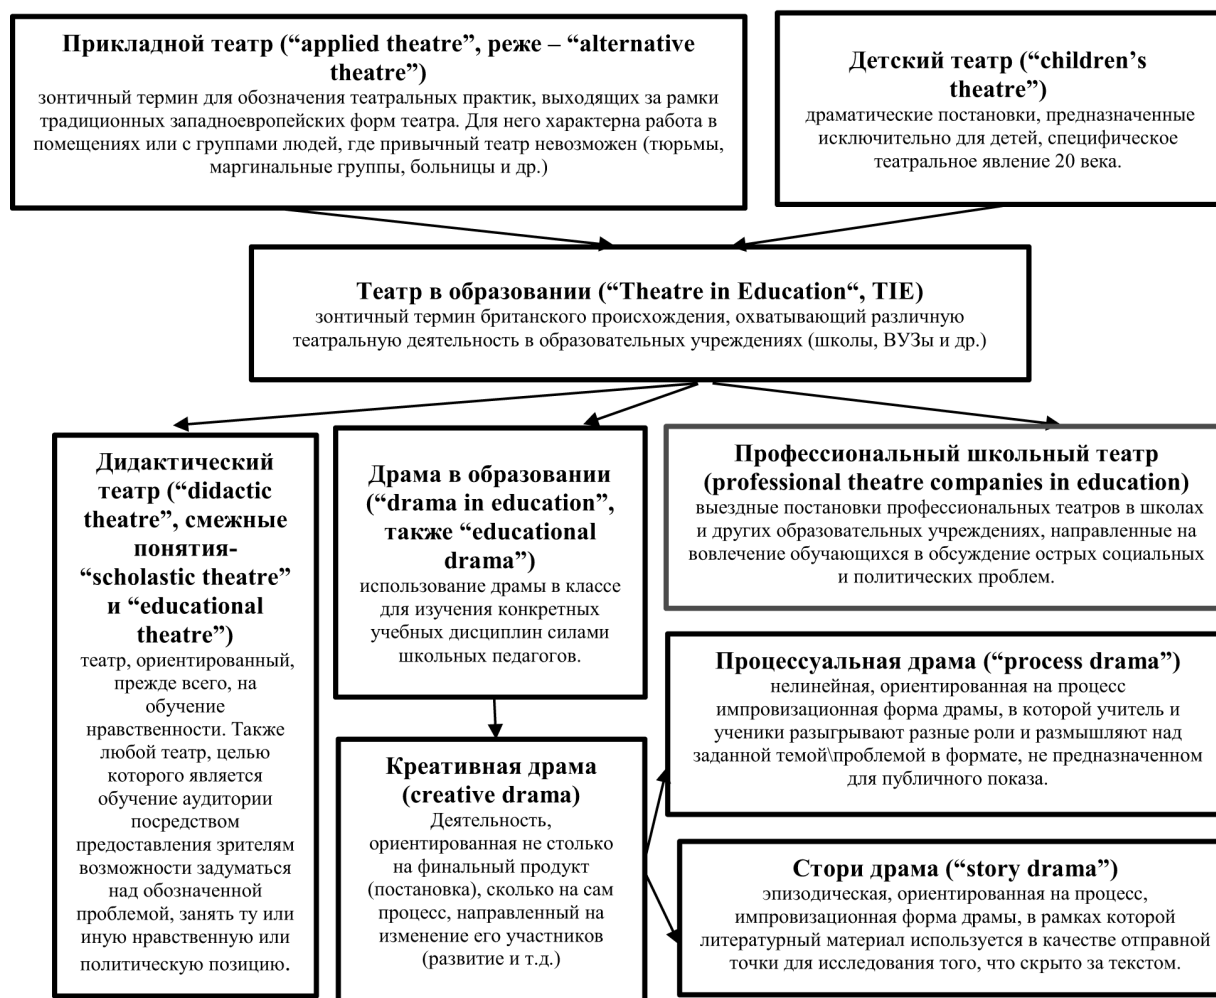 Прикладной театр (“applied theatre”, реже – “alternative
theatre”)
зонтичный термин для обозначения театральных практик, выходящих за рамки
традиционных западноевропейских форм театра. Для него характерна работа в
помещениях или с группами людей, где привычный театр невозможен (тюрьмы,
маргинальные группы, больницы и др.)
Детский театр (“children’s
theatre”)
драматические постановки, предназначенные
исключительно для детей, специфическое
театральное явление 20 века.
Театр в образовании (“Theatre in Education“, TIE)
зонтичный термин британского происхождения, охватывающий различную
театральную деятельность в образовательных учреждениях (школы, ВУЗы и др.)
Дидактический
театр (“didactic
theatre”, смежные
понятия-
“scholastic theatre”
и “educational
theatre”)
театр, ориентированный,
прежде всего, на
обучение
нравственности. Также
любой театр, целью
которого является
обучение аудитории
посредством
предоставления зрителям
возможности задуматься
над обозначенной
проблемой, занять ту или
иную нравственную или
политическую позицию.
Драма в образовании
(“drama in education”,
также “educational
drama”)
использование драмы в классе
для изучения конкретных
учебных дисциплин силами
школьных педагогов.
Профессиональный школьный театр
(professional theatre companies in education)
выездные постановки профессиональных театров в школах
и других образовательных учреждениях, направленные на
вовлечение обучающихся в обсуждение острых социальных
и политических проблем.
Креативная драма
(creative drama)
Деятельность,
ориентированная не столько
на финальный продукт
(постановка), сколько на сам
процесс, направленный на
изменение его участников
(развитие и т.д.)
Процессуальная драма (“process drama”)
нелинейная, ориентированная на процесс
импровизационная форма драмы, в которой учитель и
ученики разыгрывают разные роли и размышляют над
заданной темой\проблемой в формате, не предназначенном
для публичного показа.
Стори драма (“story drama”)
эпизодическая, ориентированная на процесс,
импровизационная форма драмы, в рамках которой
литературный материал используется в качестве отправной
точки для исследования того, что скрыто за текстом.